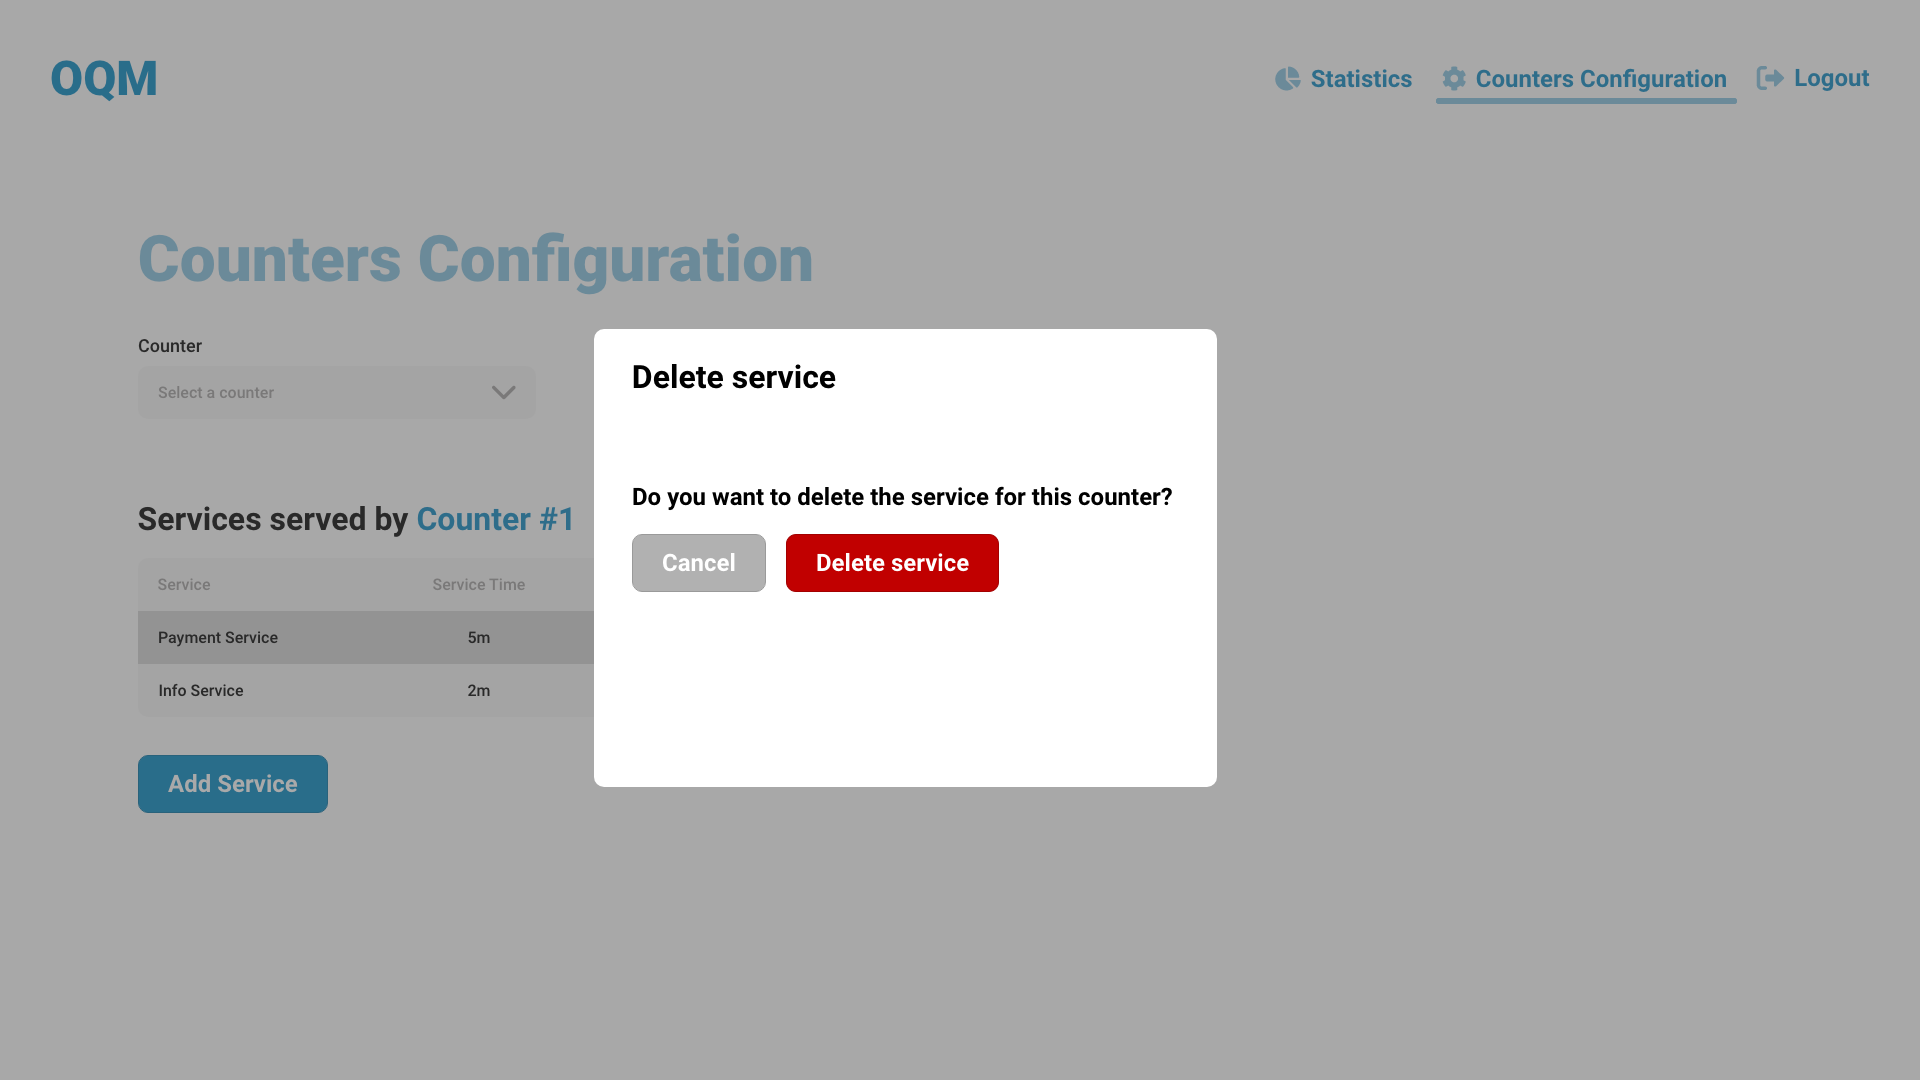 OQM
Statistics
Counters Configuration
Logout
Counters Configuration
Counter
Select a counter
Services served by Counter #1
Service Service Time
Payment Service 5m
Info Service 2m
Add Service
Delete service
Do you want to delete the service for this counter?
Cancel
Delete service